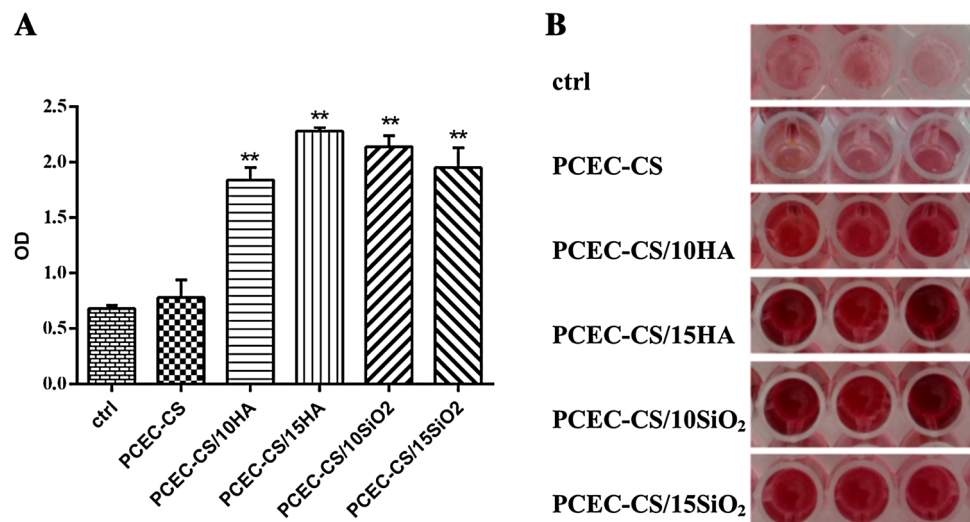 A
B
2.5
2.0
1.5
1.0
0.5
0.0
OD
**
**
**
**
ctrl
PCEC-CS
PCEC-CS/10HA
PCEC-CS/15HA
PCEC-CS/10SiO2
PCEC-CS/15SiO2
ctrl
PCEC-CS
PCEC-CS/10HA
PCEC-CS/15HA
PCEC-CS/10SiO₂
PCEC-CS/15SiO₂